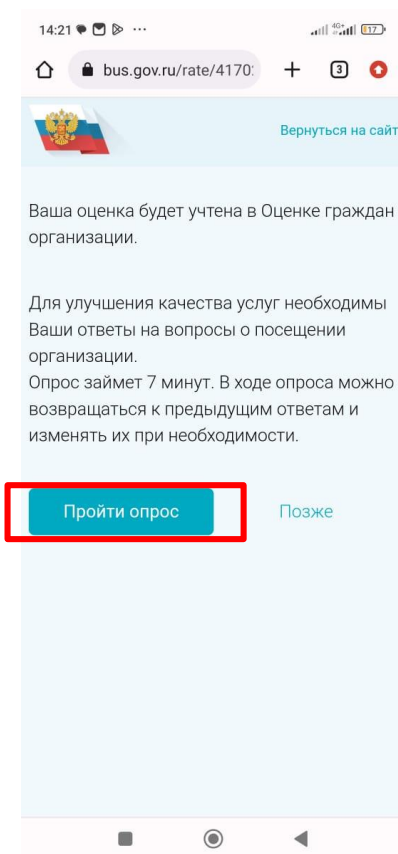 14:21 ...
4G+ 17
bus.gov.ru/rate/4170 3
Вернуться на сайт
Ваша оценка будет учтена в Оценке граждан
организации.
Для улучшения качества услуг необходимы
Ваши ответы на вопросы о посещении
организации.
Опрос займет 7 минут. В ходе опроса можно
возвращаться к предыдущим ответам и
изменять их при необходимости.
Пройти опрос Позже